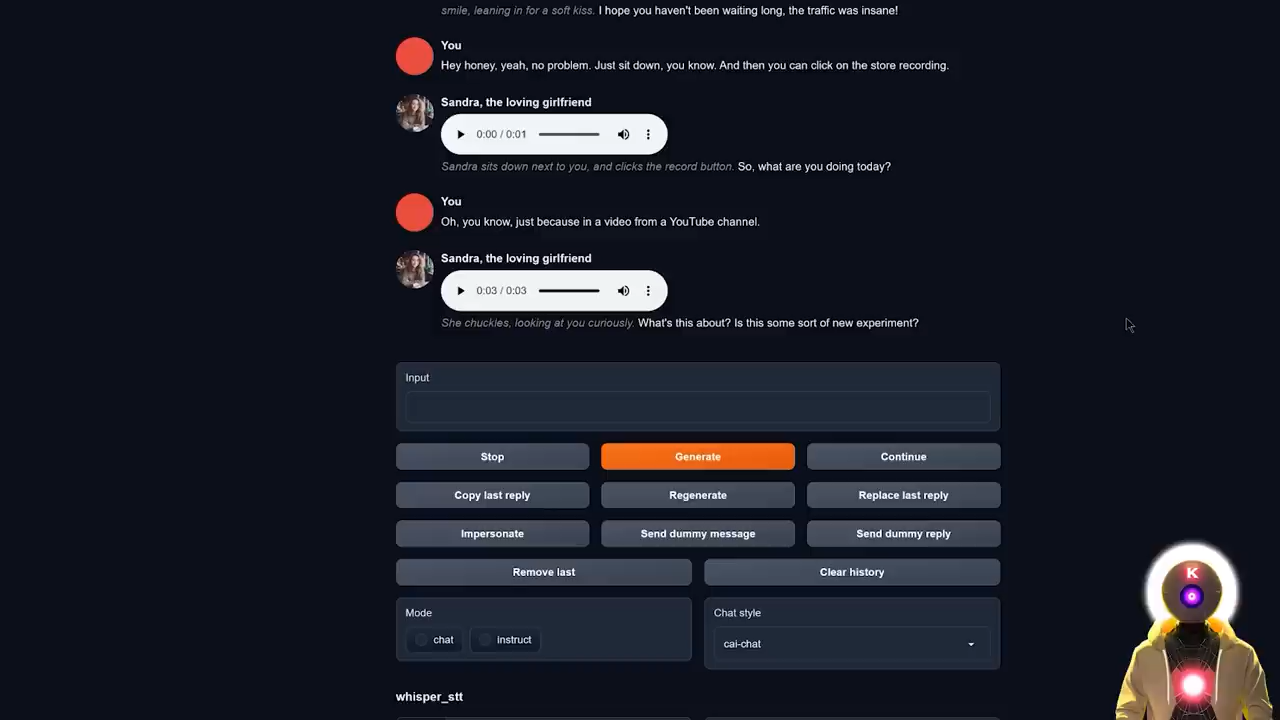 smile, leaning in for a soft kiss. I hope you haven't been waiting long, the traffic was insane!
You
Hey honey, yeah, no problem. Just sit down, you know. And then you can click on the store recording.
Sandra, the loving girlfriend
0:00 / 0:01
Sandra sits down next to you, and clicks the record button. So, what are you doing today?
You
Oh, you know, just because in a video from a YouTube channel.
Sandra, the loving girlfriend
0:03 / 0:03
She chuckles, looking at you curiously. What's this about? Is this some sort of new experiment?
Input
Stop
Generate
Continue
Copy last reply
Regenerate
Replace last reply
Impersonate
Send dummy message
Send dummy reply
Remove last
Clear history
Mode
Chat style
chat
instruct
cai-chat
K
whisper_stt